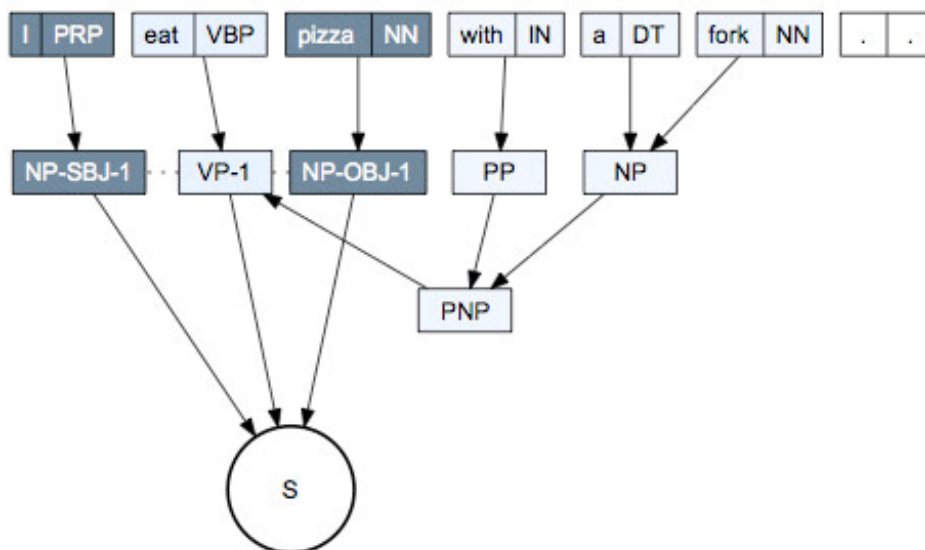 I PRP eat VBP pizza NN with IN a DT fork NN . .
NP-SBJ-1 VP-1 NP-OBJ-1 PP NP
PNP
S